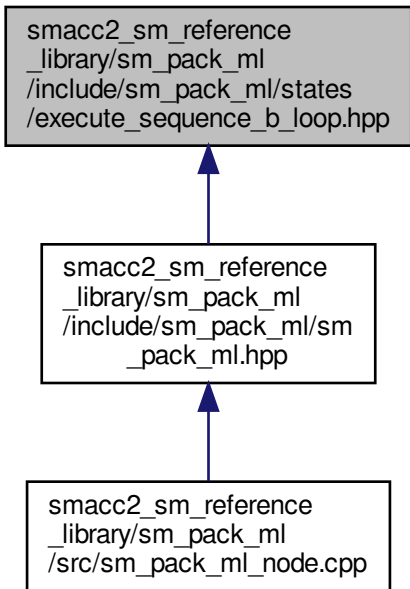 smacc2_sm_reference
_library/sm_pack_ml
/include/sm_pack_ml/states
/execute_sequence_b_loop.hpp
smacc2_sm_reference
_library/sm_pack_ml
/include/sm_pack_ml/sm
_pack_ml.hpp
smacc2_sm_reference
_library/sm_pack_ml
/src/sm_pack_ml_node.cpp